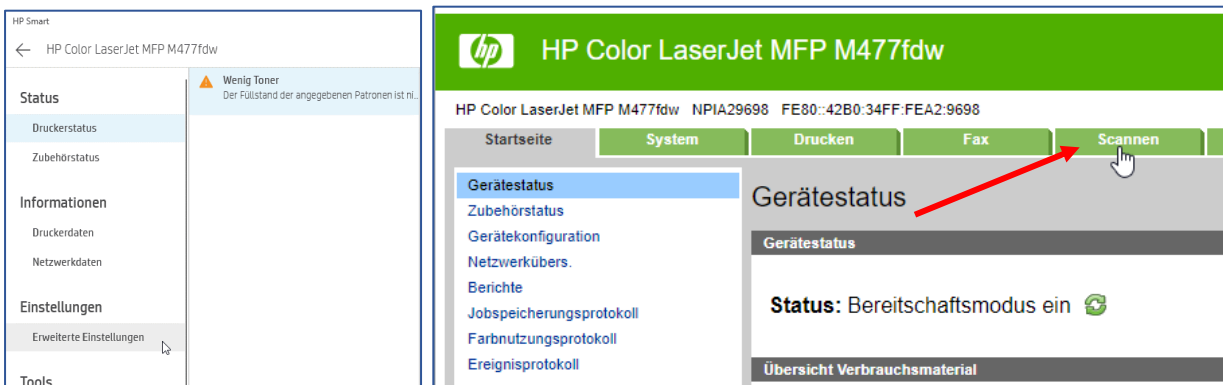 HP Smart
← HP Color LaserJet MFP M477fdw
Status
Druckerstatus
Zubehörstatus
Informationen
Druckerdaten
Netzwerkdaten
Einstellungen
Erweiterte Einstellungen
Tools
Wenig Toner
Der Füllstand der angegebenen Patronen ist ni...
hp HP Color LaserJet MFP M477fdw
HP Color LaserJet MFP M477fdw NPIA29698 FE80::42B0:34FF:FEA2:9698
Startseite System Drucken Fax Scannen
Gerätestatus
Zubehörstatus
Gerätekonfiguration
Netzwerkübers.
Berichte
Jobspeicherungsprotokoll
Farbnutzungsprotokoll
Ereignisprotokoll
Gerätestatus
Gerätestatus
Status: Bereitschaftsmodus ein
Übersicht Verbrauchsmaterial